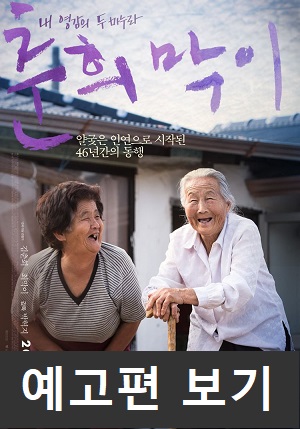 내 영감의 두 마누라
춘희막이
얄궂은 인연으로 시작된
46년간의 동행
예고편 보기